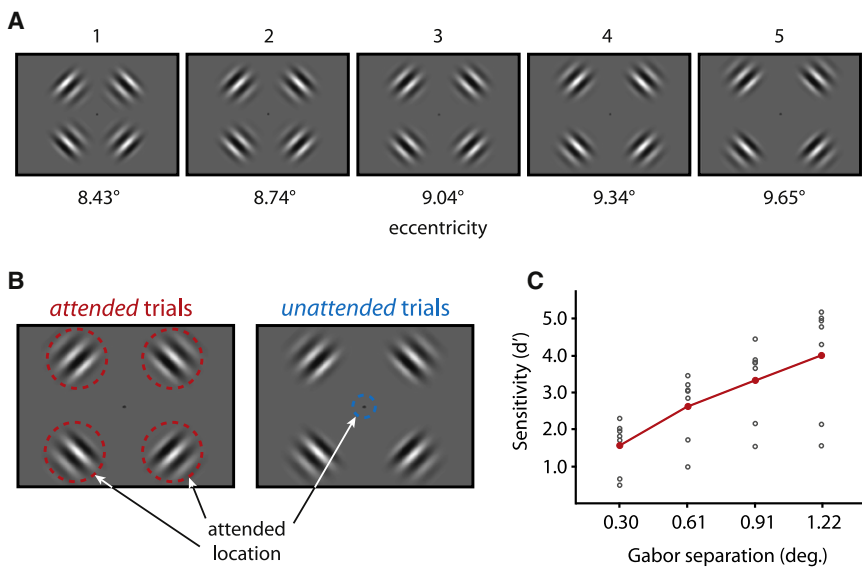 A
1 2 3 4 5
8.43° 8.74° 9.04° 9.34° 9.65°
eccentricity
B
attended trials
unattended trials
attended
location
C
Sensitivity (d′)
5.0
4.0
3.0
2.0
1.0
0.30 0.61 0.91 1.22
Gabor separation (deg.)